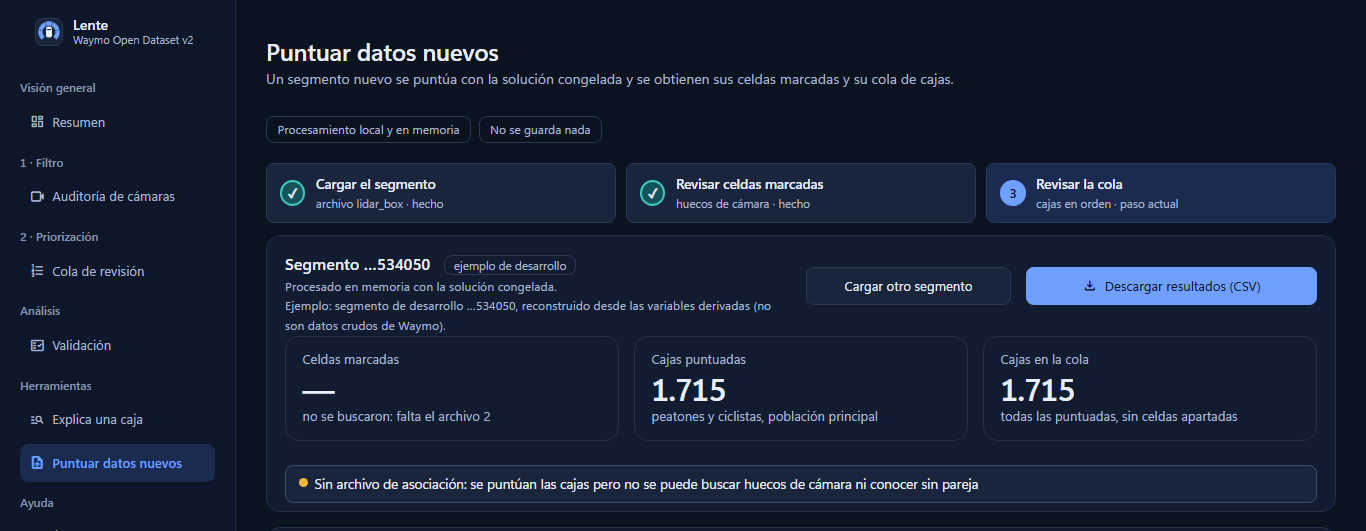 Lente
Waymo Open Dataset v2
Visión general
Resumen
1 · Filtro
Auditoría de cámaras
2 · Priorización
Cola de revisión
Análisis
Validación
Herramientas
Explica una caja
Puntuar datos nuevos
Ayuda
Puntuar datos nuevos
Un segmento nuevo se puntúa con la solución congelada y se obtienen sus celdas marcadas y su cola de cajas.
Procesamiento local y en memoria
No se guarda nada
Cargar el segmento
archivo lidar_box · hecho
Revisar celdas marcadas
huecos de cámara · hecho
3
Revisar la cola
cajas en orden · paso actual
Segmento …534050
ejemplo de desarrollo
Procesado en memoria con la solución congelada.
Ejemplo: segmento de desarrollo …534050, reconstruido desde las variables derivadas (no
son datos crudos de Waymo).
Cargar otro segmento
Descargar resultados (CSV)
Celdas marcadas
—
no se buscaron: falta el archivo 2
Cajas puntuadas
1.715
peatones y ciclistas, población principal
Cajas en la cola
1.715
todas las puntuadas, sin celdas apartadas
Sin archivo de asociación: se puntúan las cajas pero no se puede buscar huecos de cámara ni conocer sin pareja